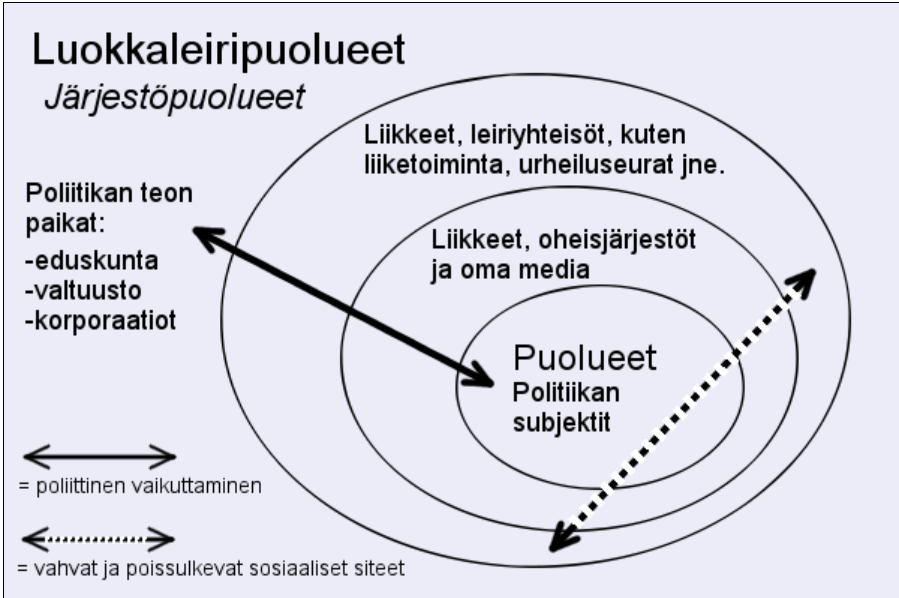 Luokkaleiripuolueet
Järjestöpuolueet
Liikkeet, leiriyhteisöt, kuten
liiketoiminta, urheiluseurat jne.
Poliitikan teon
paikat:
-eduskunta
-valtuusto
-korporaatiot
Liikkeet, oheisjärjestöt
ja oma media
Puolueet
Politiikan
subjektit
= poliittinen vaikuttaminen
= vahvat ja poissulkevat sosiaaliset siteet